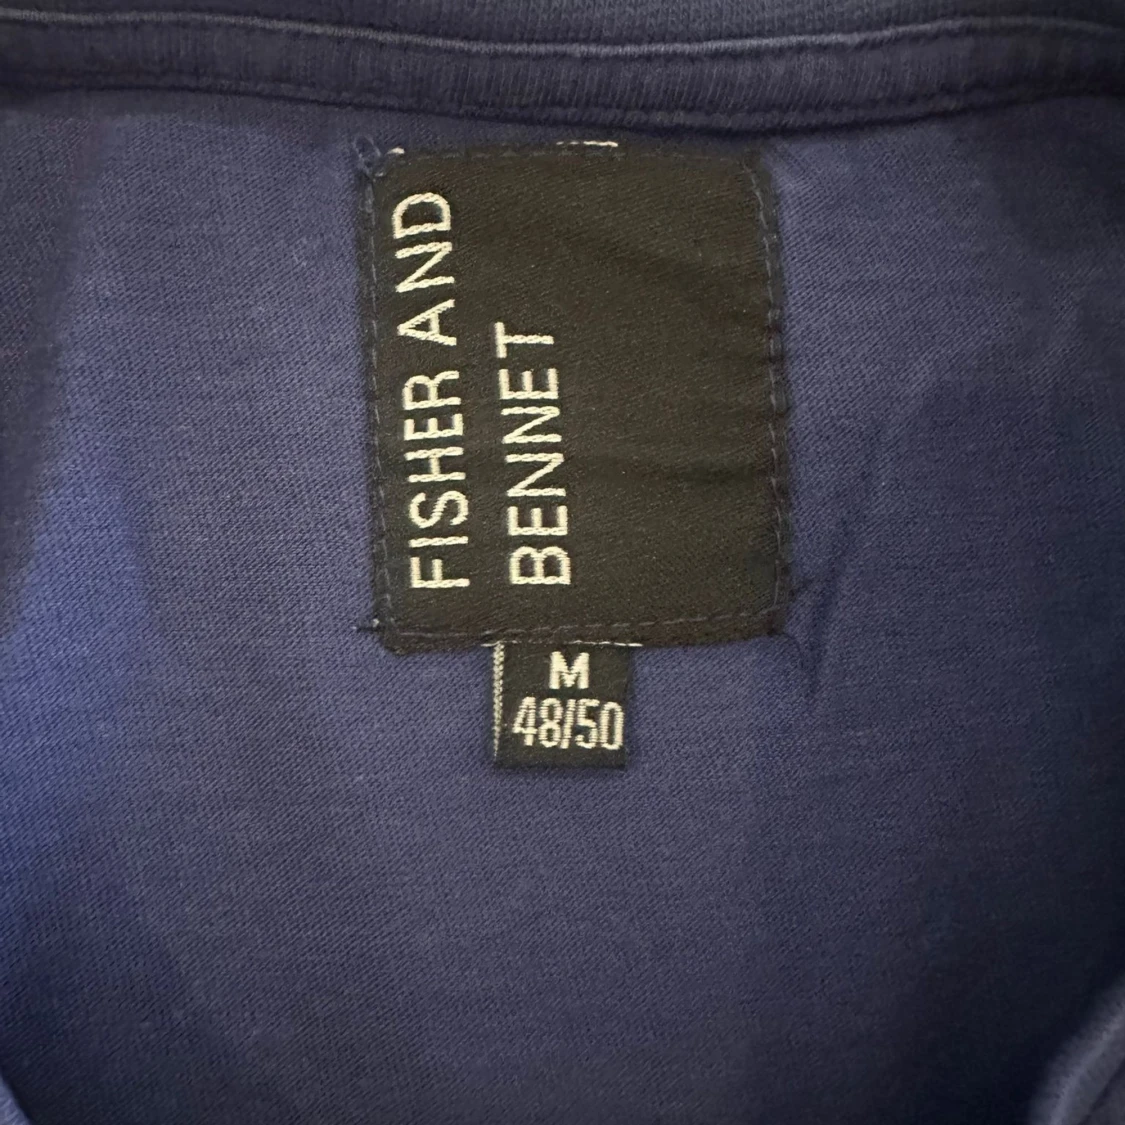 FISHER AND
BENNET
M
48/50